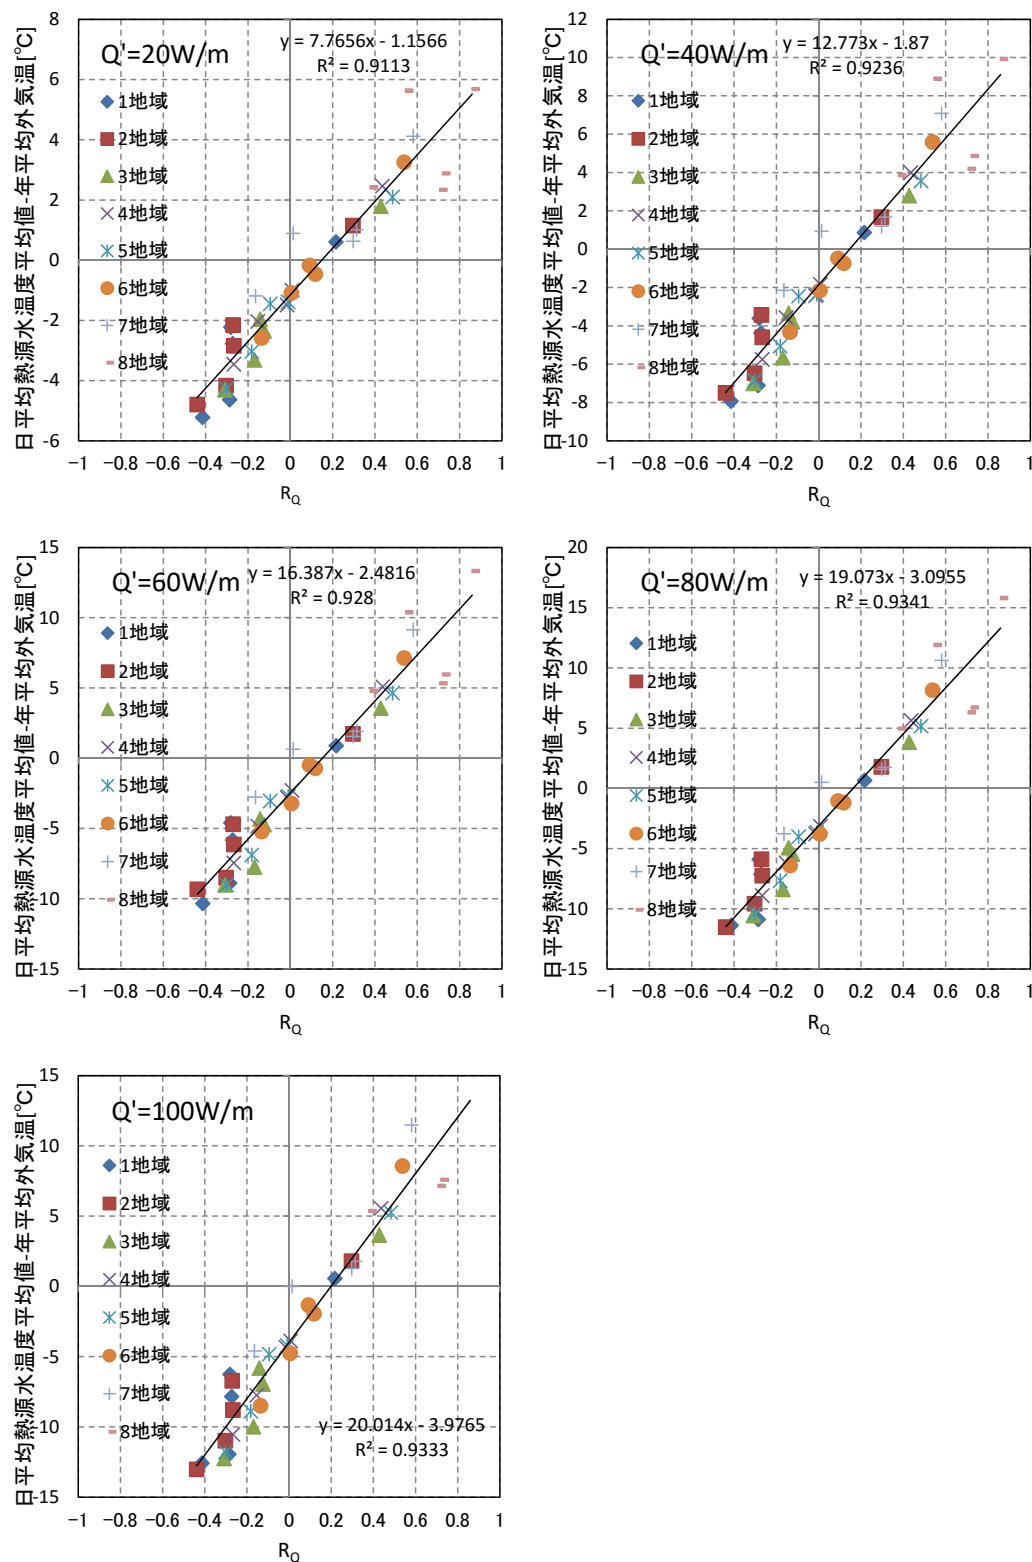 日平均熱源水温度平均値-年平均外気温[℃]
Q'=20W/m
y = 7.7656x - 1.1566
R² = 0.9113
8
6
4
2
0
-2
-4
-6
1地域
2地域
3地域
4地域
5地域
6地域
7地域
8地域
−1 −0.8 −0.6 −0.4 −0.2 0 0.2 0.4 0.6 0.8 1
R_Q
日平均熱源水温度平均値-年平均外気温[℃]
Q'=40W/m
y = 12.773x - 1.87
R² = 0.9236
12
10
8
6
4
2
0
-2
-4
-6
-8
-10
1地域
2地域
3地域
4地域
5地域
6地域
7地域
8地域
−1 −0.8 −0.6 −0.4 −0.2 0 0.2 0.4 0.6 0.8 1
R_Q
日平均熱源水温度平均値-年平均外気温[℃]
Q'=60W/m
y = 16.387x - 2.4816
R² = 0.928
15
10
5
0
-5
-10
-15
1地域
2地域
3地域
4地域
5地域
6地域
7地域
8地域
−1 −0.8 −0.6 −0.4 −0.2 0 0.2 0.4 0.6 0.8 1
R_Q
日平均熱源水温度平均値-年平均外気温[℃]
Q'=80W/m
y = 19.073x - 3.0955
R² = 0.9341
20
15
10
5
0
-5
-10
-15
1地域
2地域
3地域
4地域
5地域
6地域
7地域
8地域
−1 −0.8 −0.6 −0.4 −0.2 0 0.2 0.4 0.6 0.8 1
R_Q
日平均熱源水温度平均値-年平均外気温[℃]
Q'=100W/m
15
10
5
0
-5
-10
-15
1地域
2地域
3地域
4地域
5地域
6地域
7地域
8地域
y = 20.014x - 3.9765
R² = 0.9333
−1 −0.8 −0.6 −0.4 −0.2 0 0.2 0.4 0.6 0.8 1
R_Q